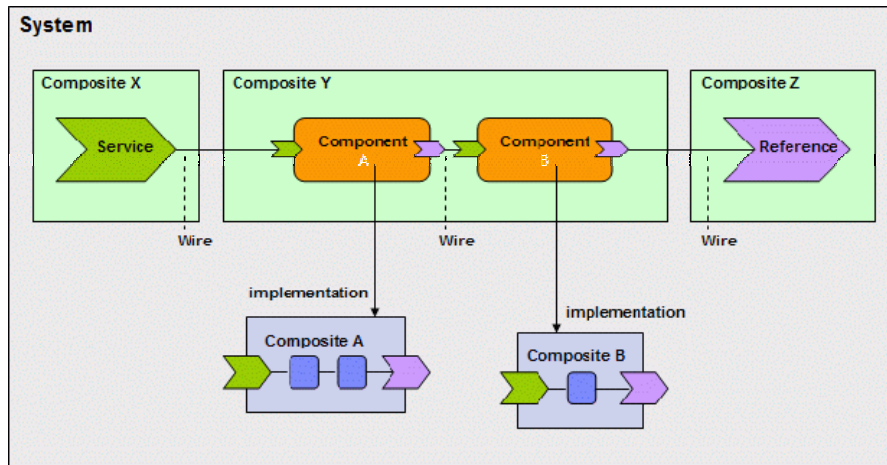 System
Composite X
Composite Y
Composite Z
Service
Component
A
Component
B
Reference
Wire
Wire
Wire
implementation
implementation
Composite A
Composite B